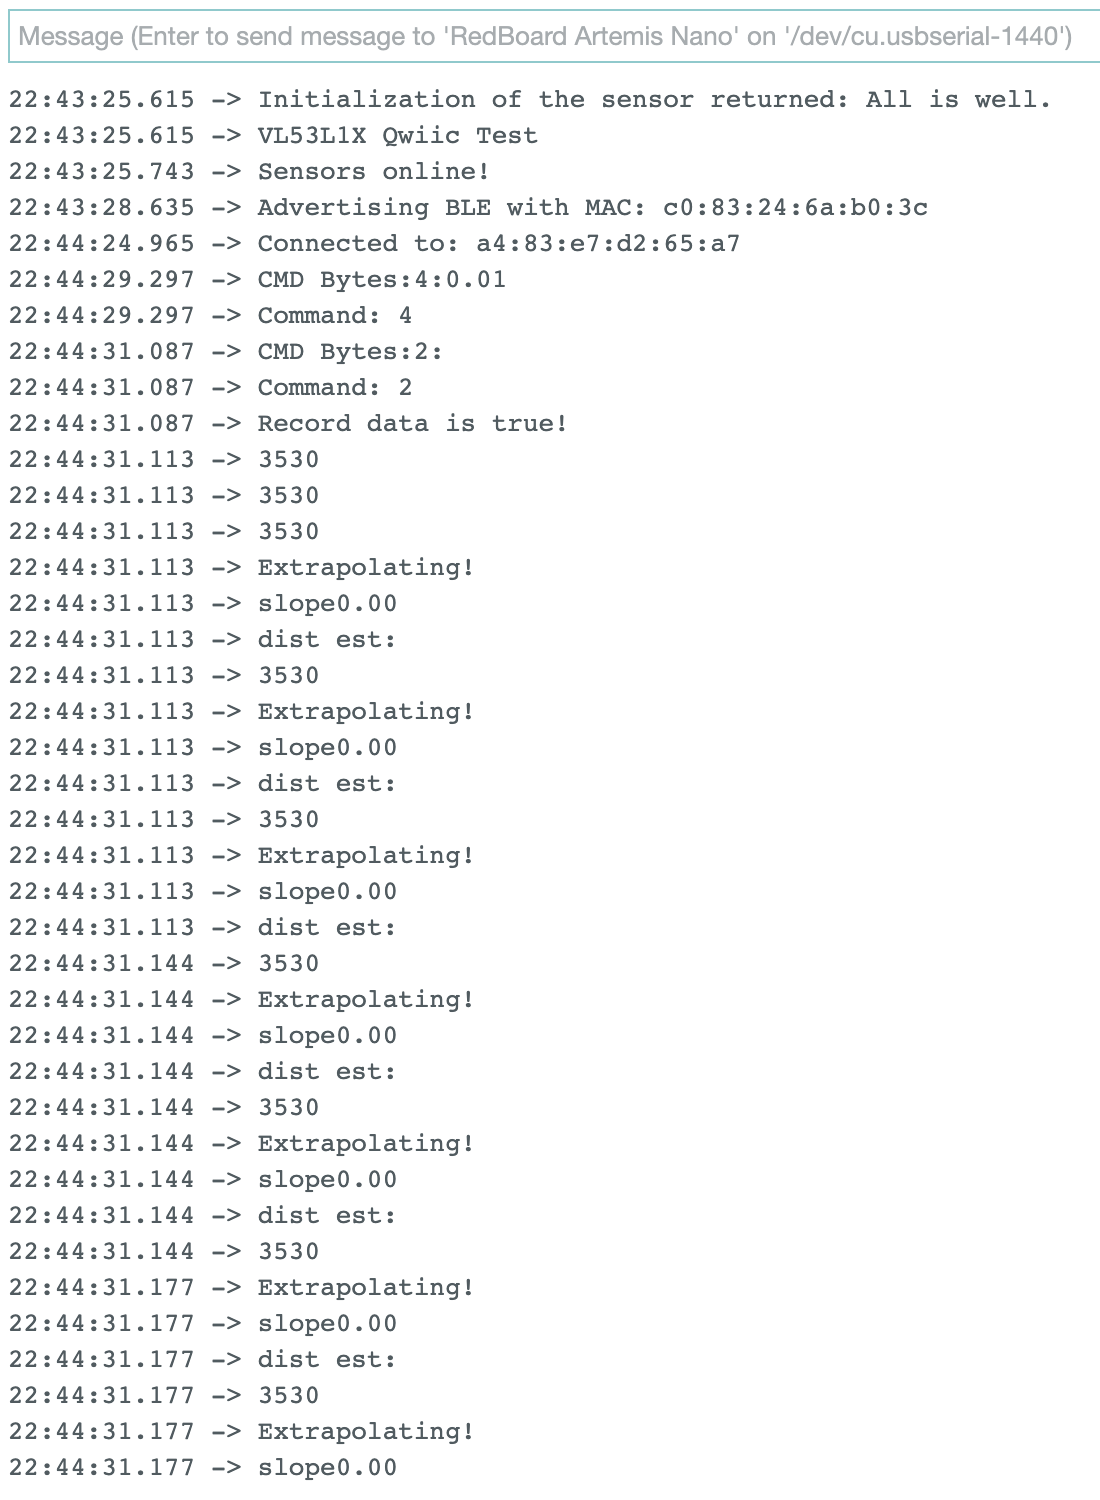 Message (Enter to send message to 'RedBoard Artemis Nano' on '/dev/cu.usbserial-1440')
22:43:25.615 -> Initialization of the sensor returned: All is well.
22:43:25.615 -> VL53L1X Qwiic Test
22:43:25.743 -> Sensors online!
22:43:28.635 -> Advertising BLE with MAC: c0:83:24:6a:b0:3c
22:44:24.965 -> Connected to: a4:83:e7:d2:65:a7
22:44:29.297 -> CMD Bytes:4:0.01
22:44:29.297 -> Command: 4
22:44:31.087 -> CMD Bytes:2:
22:44:31.087 -> Command: 2
22:44:31.087 -> Record data is true!
22:44:31.113 -> 3530
22:44:31.113 -> 3530
22:44:31.113 -> 3530
22:44:31.113 -> Extrapolating!
22:44:31.113 -> slope0.00
22:44:31.113 -> dist est:
22:44:31.113 -> 3530
22:44:31.113 -> Extrapolating!
22:44:31.113 -> slope0.00
22:44:31.113 -> dist est:
22:44:31.113 -> 3530
22:44:31.113 -> Extrapolating!
22:44:31.113 -> slope0.00
22:44:31.113 -> dist est:
22:44:31.144 -> 3530
22:44:31.144 -> Extrapolating!
22:44:31.144 -> slope0.00
22:44:31.144 -> dist est:
22:44:31.144 -> 3530
22:44:31.144 -> Extrapolating!
22:44:31.144 -> slope0.00
22:44:31.144 -> dist est:
22:44:31.144 -> 3530
22:44:31.177 -> Extrapolating!
22:44:31.177 -> slope0.00
22:44:31.177 -> dist est:
22:44:31.177 -> 3530
22:44:31.177 -> Extrapolating!
22:44:31.177 -> slope0.00